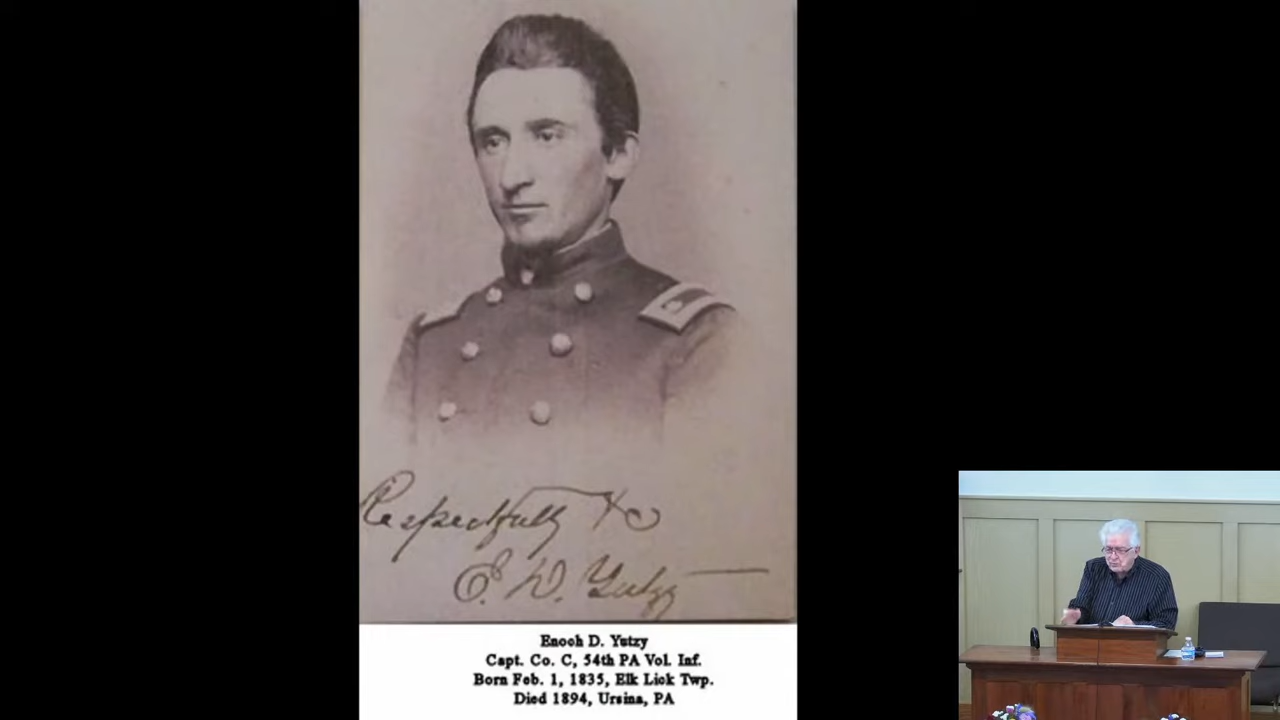 Respectfully &c
E. D. Yutzy
Enoch D. Yutzy
Capt. Co. C, 54th PA Vol. Inf.
Born Feb. 1, 1835, Elk Lick Twp.
Died 1894, Ursina, PA